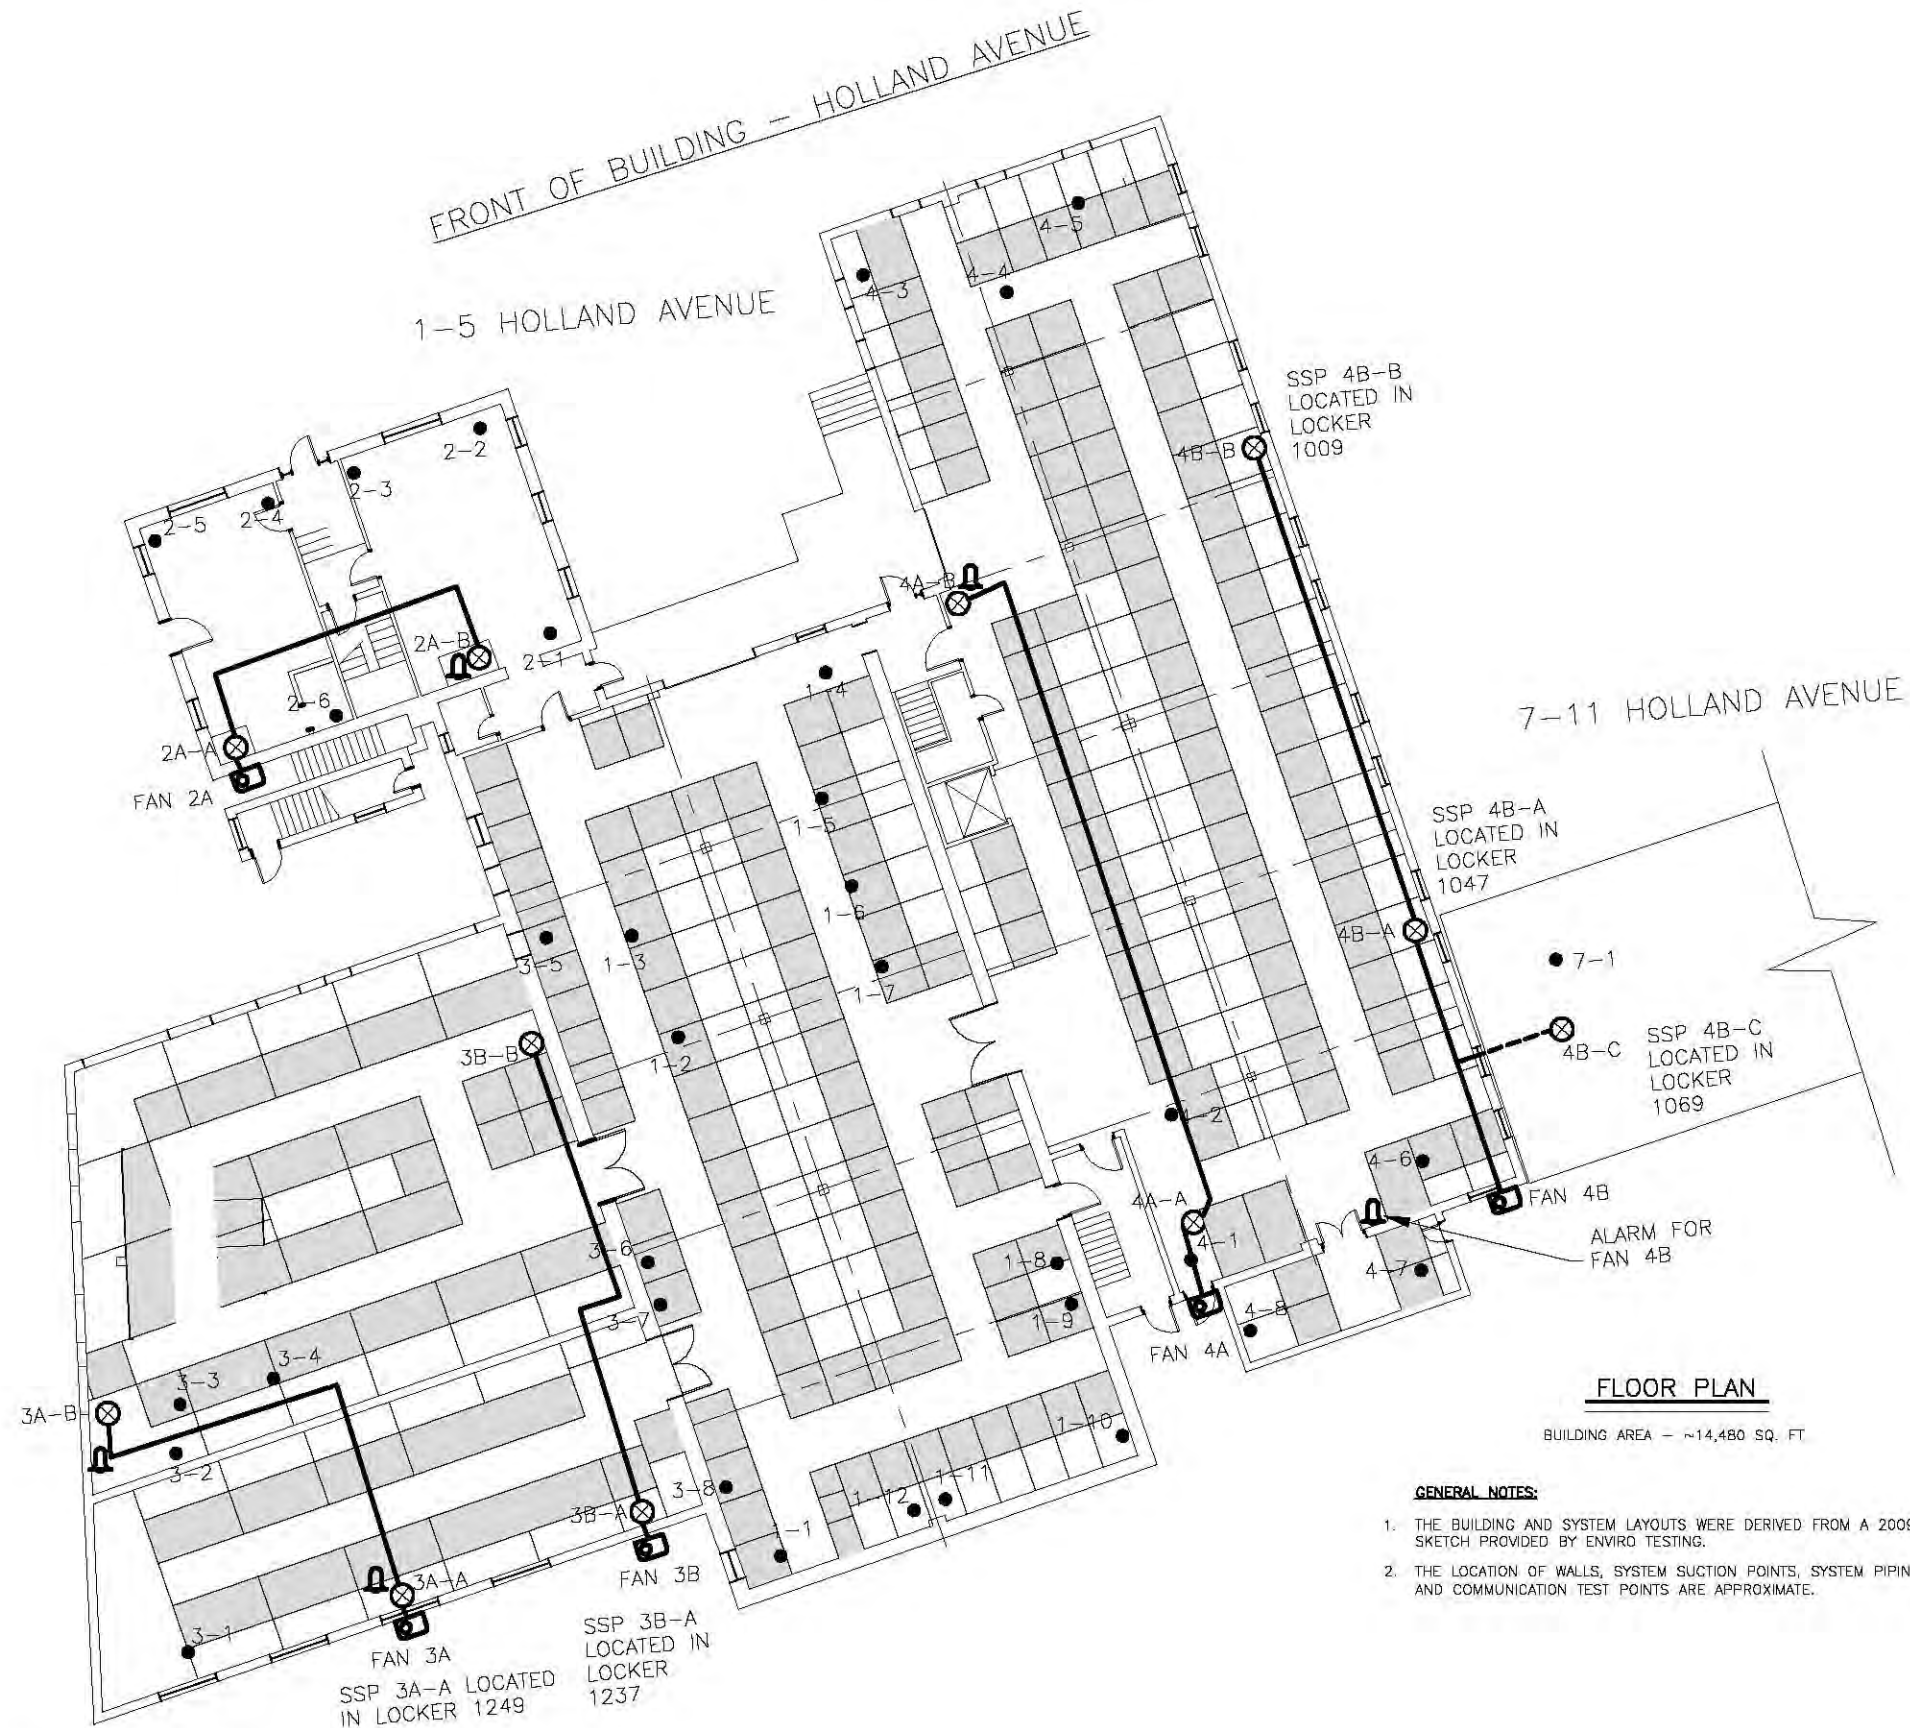 FRONT OF BUILDING - HOLLAND AVENUE
1-5 HOLLAND AVENUE
4-5
4-3
4-4
SSP 4B-B
LOCATED IN
LOCKER
1009
4B-B
2-2
2-3
2-4
2-5
4A-B
2A-B
2-1
2-6
2A-A
FAN 2A
1-4
7-11 HOLLAND AVENUE
SSP 4B-A
LOCATED IN
LOCKER
1047
1-5
1-6
4B-A
3-5
1-3
1-7
7-1
3B-B
1-2
4B-C
SSP 4B-C
LOCATED IN
LOCKER
1069
-2
4-6
4A-A
FAN 4B
ALARM FOR
FAN 4B
3-6
1-8
4-1
4-7
3-7
1-9
4-8
FAN 4A
3-4
3-3
3A-B
3-2
1-10
FLOOR PLAN
BUILDING AREA - ~14,480 SQ. FT
3-8
1-11
1-12
3B-A
1-1
GENERAL NOTES:
1. THE BUILDING AND SYSTEM LAYOUTS WERE DERIVED FROM A 2009
SKETCH PROVIDED BY ENVIRO TESTING.
2. THE LOCATION OF WALLS, SYSTEM SUCTION POINTS, SYSTEM PIPIN
AND COMMUNICATION TEST POINTS ARE APPROXIMATE.
FAN 3B
3A-A
3-1
FAN 3A
SSP 3A-A LOCATED
IN LOCKER 1249
SSP 3B-A
LOCATED IN
LOCKER
1237